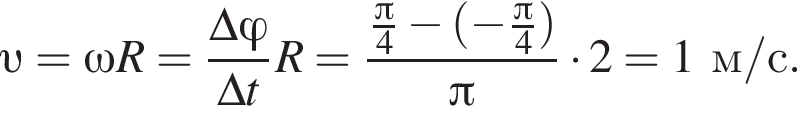 υ = ωR = Δφ/Δt R = (π/4 − (−π/4))/π · 2 = 1 м/с.